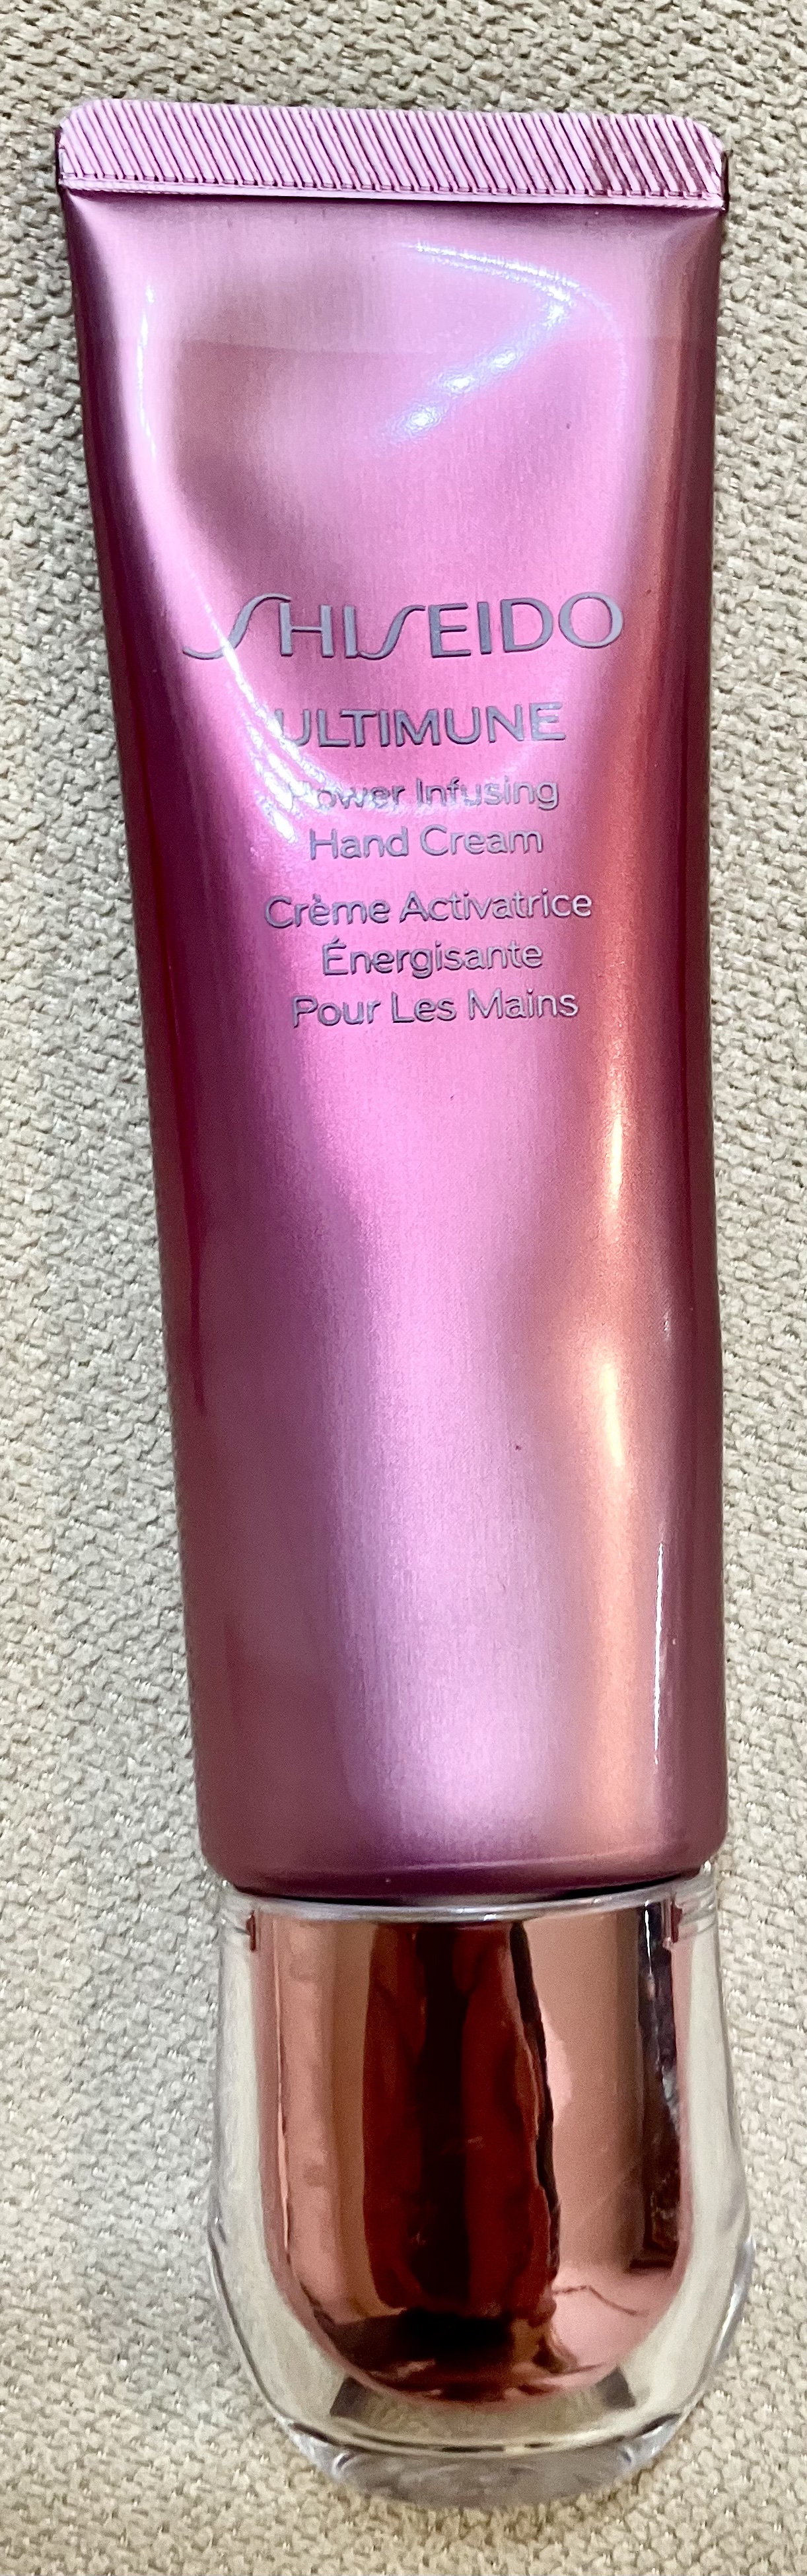 SHISEIDO
ULTIMUNE
Power Infusing
Hand Cream
Crème Activatrice
Énergisante
Pour Les Mains